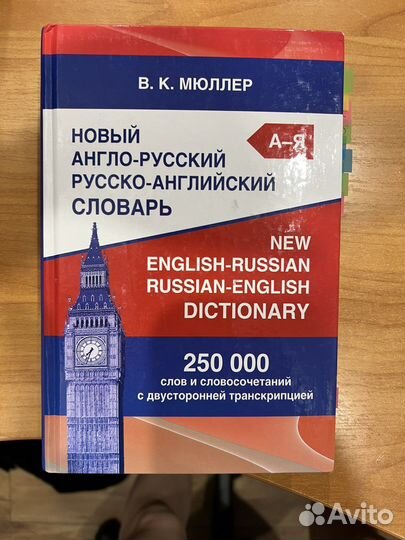 В. К. МЮЛЛЕР
НОВЫЙ
АНГЛО-РУССКИЙ
РУССКО-АНГЛИЙСКИЙ
СЛОВАРЬ
А–Я
NEW
ENGLISH-RUSSIAN
RUSSIAN-ENGLISH
DICTIONARY
250 000
слов и словосочетаний
с двусторонней транскрипцией
Avito